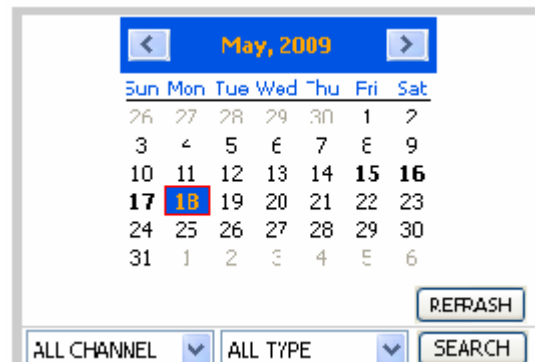 < May, 2009 >
Sun Mon Tue Wed Thu Fri Sat
26 27 28 29 30 1 2
3 4 5 6 7 8 9
10 11 12 13 14 15 16
17 18 19 20 21 22 23
24 25 26 27 28 29 30
31 1 2 3 4 5 6
REFRASH
ALL CHANNEL ALL TYPE SEARCH